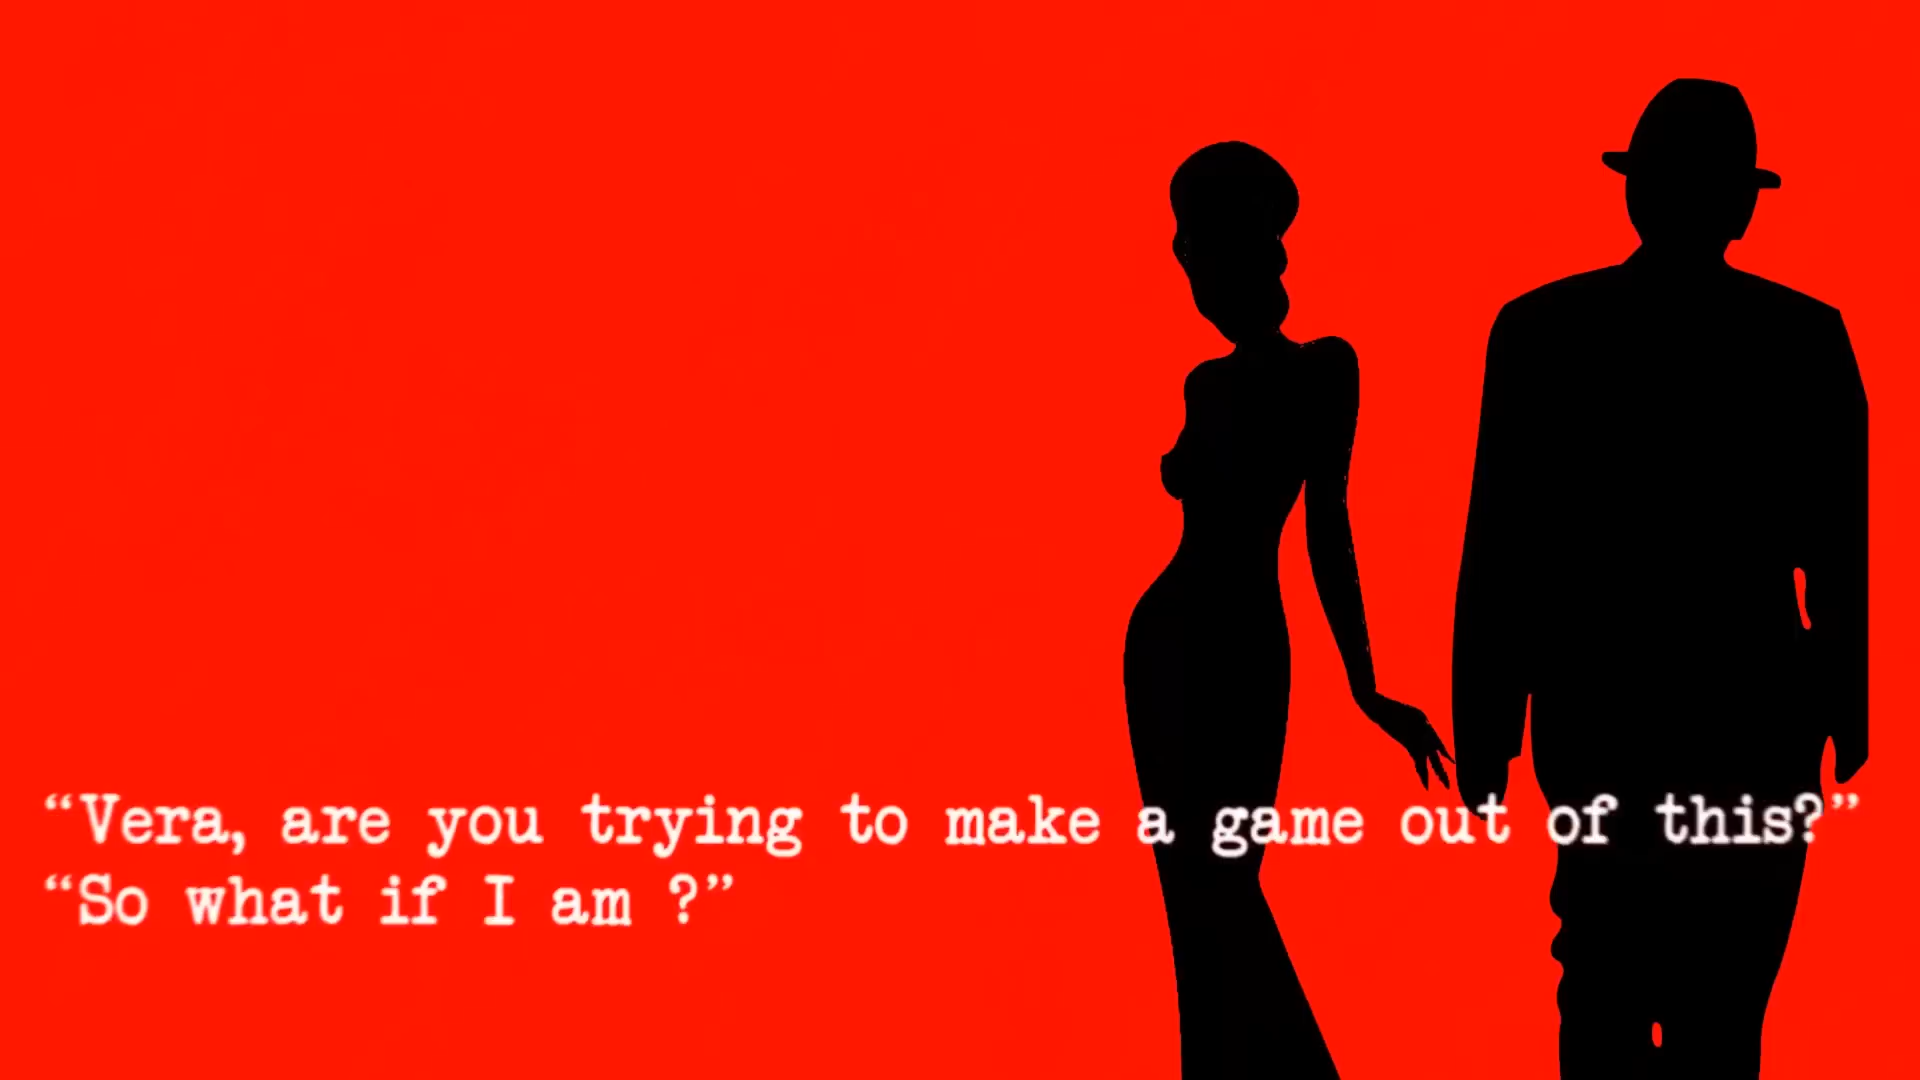 “Vera, are you trying to make a game out of this?”
“So what if I am ?”